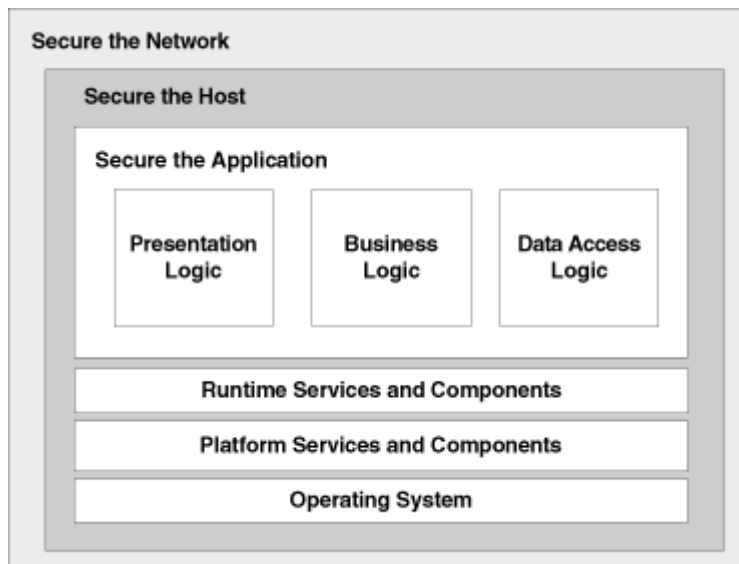 Secure the Network
Secure the Host
Secure the Application
Presentation
Logic
Business
Logic
Data Access
Logic
Runtime Services and Components
Platform Services and Components
Operating System